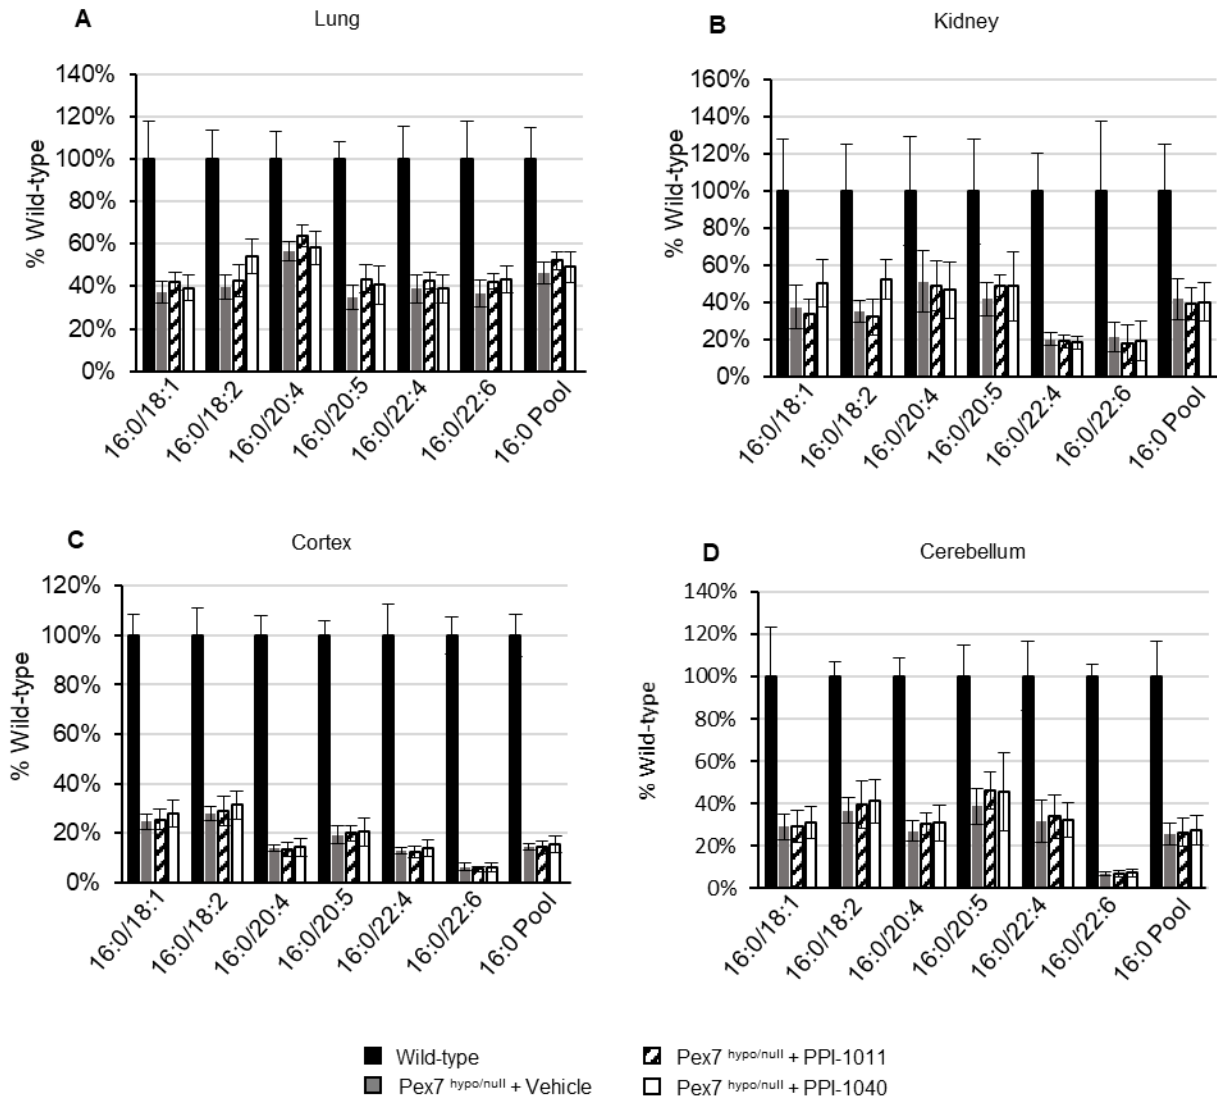 A
Lung
140%
120%
100%
80%
60%
40%
20%
0%
% Wild-type
16:0/18:1
16:0/18:2
16:0/20:4
16:0/20:5
16:0/22:4
16:0/22:6
16:0 Pool
B
Kidney
160%
140%
120%
100%
80%
60%
40%
20%
0%
% Wild-type
16:0/18:1
16:0/18:2
16:0/20:4
16:0/20:5
16:0/22:4
16:0/22:6
16:0 Pool
C
Cortex
120%
100%
80%
60%
40%
20%
0%
% Wild-type
16:0/18:1
16:0/18:2
16:0/20:4
16:0/20:5
16:0/22:4
16:0/22:6
16:0 Pool
D
Cerebellum
140%
120%
100%
80%
60%
40%
20%
0%
% Wild-type
16:0/18:1
16:0/18:2
16:0/20:4
16:0/20:5
16:0/22:4
16:0/22:6
16:0 Pool
Wild-type
Pex7 hypo/null + Vehicle
Pex7 hypo/null + PPI-1011
Pex7 hypo/null + PPI-1040